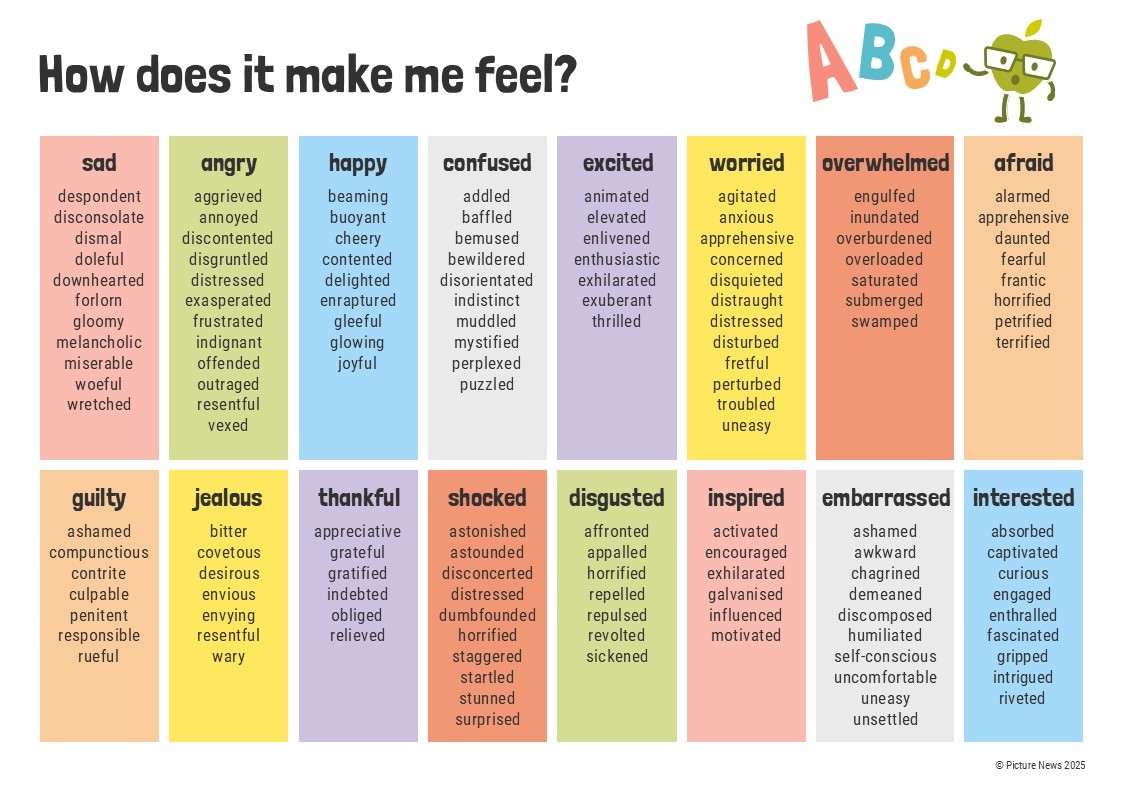 How does it make me feel?
A B C D
sad
despondent
disconsolate
dismal
doleful
downhearted
forlorn
gloomy
melancholic
miserable
woeful
wretched
angry
aggrieved
annoyed
discontented
disgruntled
distressed
exasperated
frustrated
indignant
offended
outraged
resentful
vexed
happy
beaming
buoyant
cheery
contented
delighted
enraptured
gleeful
glowing
joyful
confused
addled
baffled
bemused
bewildered
disorientated
indistinct
muddled
mystified
perplexed
puzzled
excited
animated
elevated
enlivened
enthusiastic
exhilarated
exuberant
thrilled
worried
agitated
anxious
apprehensive
concerned
disquieted
distraught
distressed
disturbed
fretful
perturbed
troubled
uneasy
overwhelmed
engulfed
inundated
overburdened
overloaded
saturated
submerged
swamped
afraid
alarmed
apprehensive
daunted
fearful
frantic
horrified
petrified
terrified
guilty
ashamed
compunctious
contrite
culpable
penitent
responsible
rueful
jealous
bitter
covetous
desirous
envious
envying
resentful
wary
thankful
appreciative
grateful
gratified
indebted
obliged
relieved
shocked
astonished
astounded
disconcerted
distressed
dumbfounded
horrified
staggered
startled
stunned
surprised
disgusted
affronted
appalled
horrified
repelled
repulsed
revolted
sickened
inspired
activated
encouraged
exhilarated
galvanised
influenced
motivated
embarrassed
ashamed
awkward
chagrined
demeaned
discomposed
humiliated
self-conscious
uncomfortable
uneasy
unsettled
interested
absorbed
captivated
curious
engaged
enthralled
fascinated
gripped
intrigued
riveted
© Picture News 2025